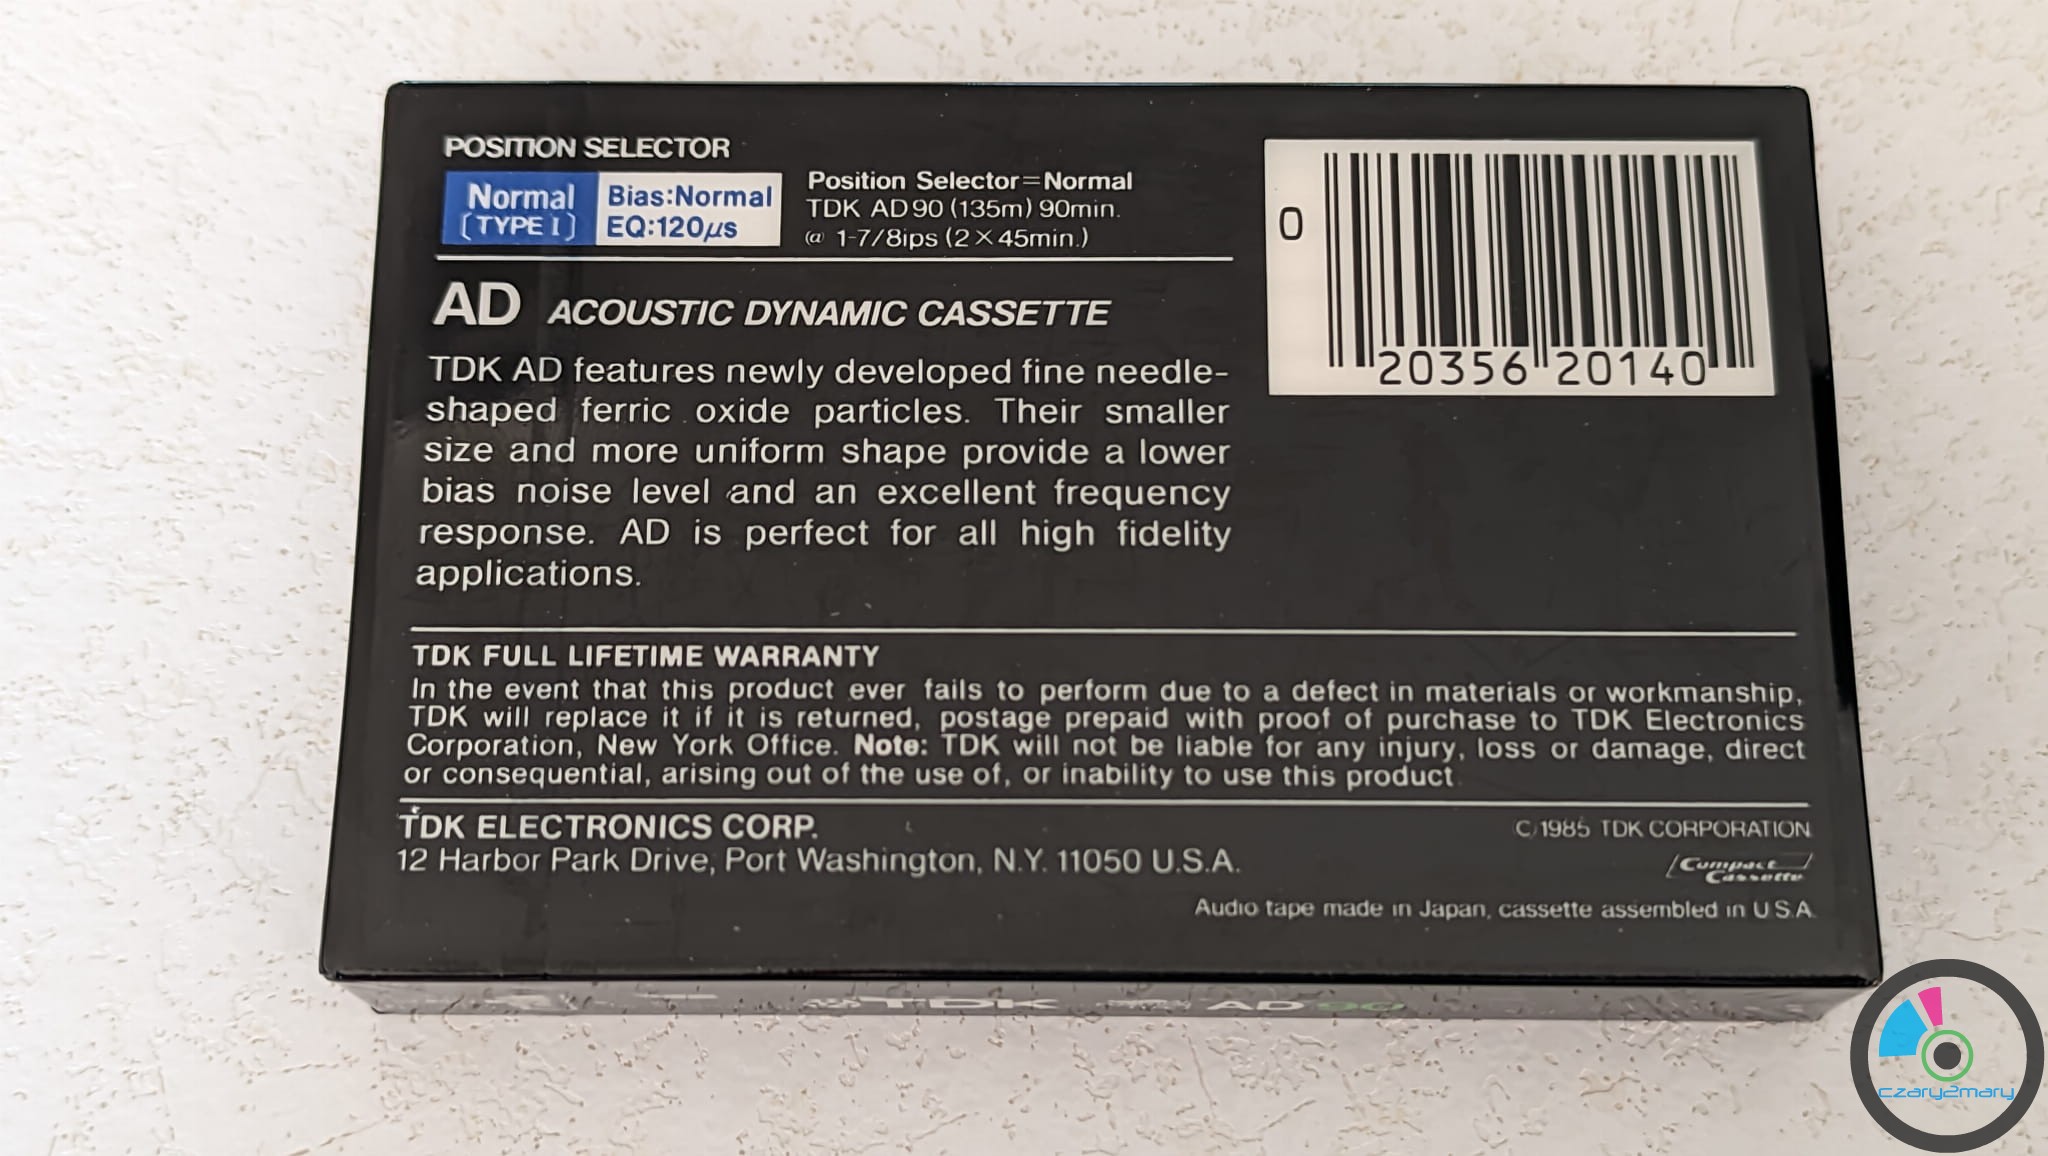 POSITION SELECTOR
Normal
[TYPE I]
Bias:Normal
EQ:120μs
Position Selector=Normal
TDK AD90 (135m) 90min.
@ 1-7/8ips (2×45min.)
0
20356 20140
AD ACOUSTIC DYNAMIC CASSETTE
TDK AD features newly developed fine needle-
shaped ferric oxide particles. Their smaller
size and more uniform shape provide a lower
bias noise level and an excellent frequency
response. AD is perfect for all high fidelity
applications.
TDK FULL LIFETIME WARRANTY
In the event that this product ever fails to perform due to a defect in materials or workmanship,
TDK will replace it if it is returned, postage prepaid with proof of purchase to TDK Electronics
Corporation, New York Office. Note: TDK will not be liable for any injury, loss or damage, direct
or consequential, arising out of the use of, or inability to use this product
TDK ELECTRONICS CORP.
12 Harbor Park Drive, Port Washington, N.Y. 11050 U.S.A.
© 1985 TDK CORPORATION
Compact
Cassette
Audio tape made in Japan, cassette assembled in U.S.A.
TDK AD 90
czary2mary